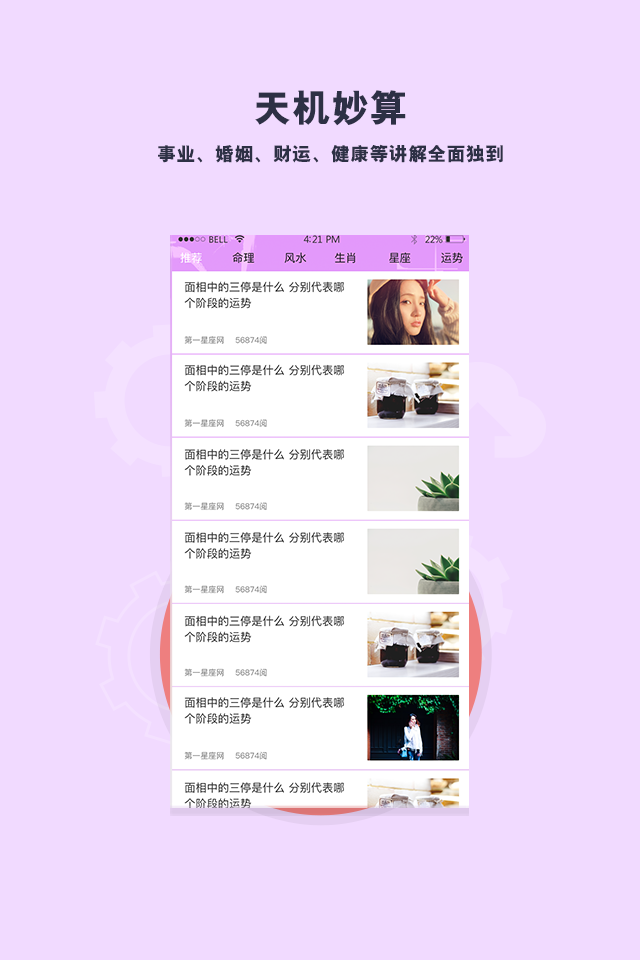 天机妙算
事业、婚姻、财运、健康等讲解全面独到
BELL 4:21 PM 22%
推荐 命理 风水 生肖 星座 运势
面相中的三停是什么 分别代表哪
个阶段的运势
第一星座网 56874阅
面相中的三停是什么 分别代表哪
个阶段的运势
第一星座网 56874阅
面相中的三停是什么 分别代表哪
个阶段的运势
第一星座网 56874阅
面相中的三停是什么 分别代表哪
个阶段的运势
第一星座网 56874阅
面相中的三停是什么 分别代表哪
个阶段的运势
第一星座网 56874阅
面相中的三停是什么 分别代表哪
个阶段的运势
第一星座网 56874阅
面相中的三停是什么 分别代表哪
个阶段的运势